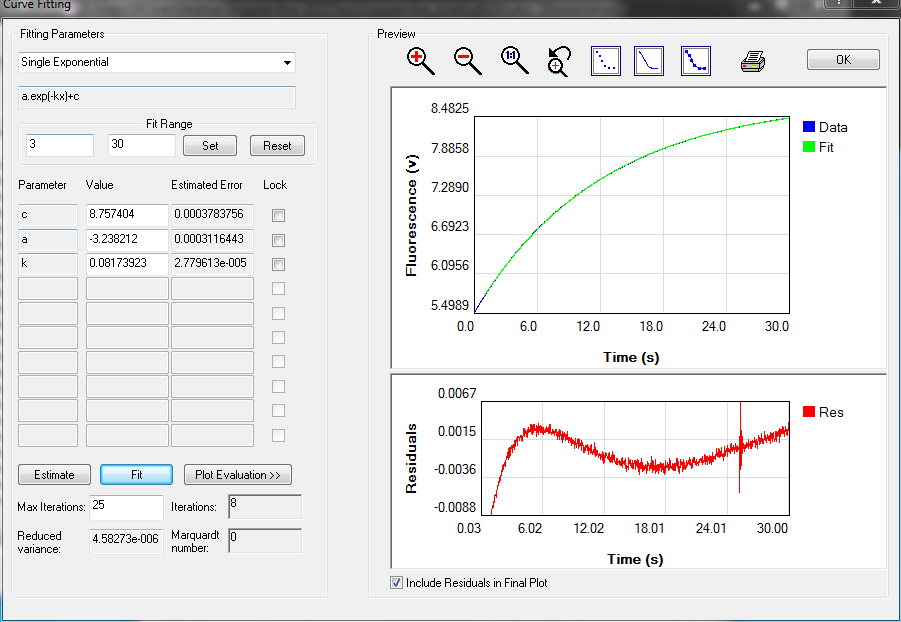 Curve Fitting
Fitting Parameters
Single Exponential
a.exp(-kx)+c
Fit Range
3 30 Set Reset
Parameter Value Estimated Error Lock
c 8.757404 0.0003783756
a -3.238212 0.0003116443
k 0.08173923 2.779613e-005
Estimate Fit Plot Evaluation >>
Max Iterations: 25 Iterations: 8
Reduced variance: 4.58273e-006 Marquardt number: 0
Preview
1:1
OK
8.4825
7.8858
7.2890
6.6923
6.0956
5.4989
Fluorescence (v)
0.0 6.0 12.0 18.0 24.0 30.0
Time (s)
Data
Fit
0.0067
0.0015
-0.0036
-0.0088
Residuals
0.03 6.02 12.02 18.01 24.01 30.00
Time (s)
Res
Include Residuals in Final Plot